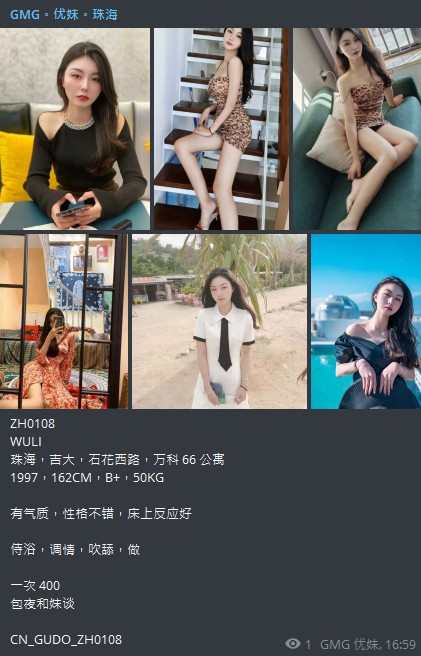 GMG▪优妹▪珠海
ZH0108
WULI
珠海，吉大，石花西路，万科 66 公寓
1997，162CM，B+，50KG
有气质，性格不错，床上反应好
侍浴，调情，吹舔，做
一次 400
包夜和妹谈
CN_GUDO_ZH0108
1 GMG 优妹, 16:59